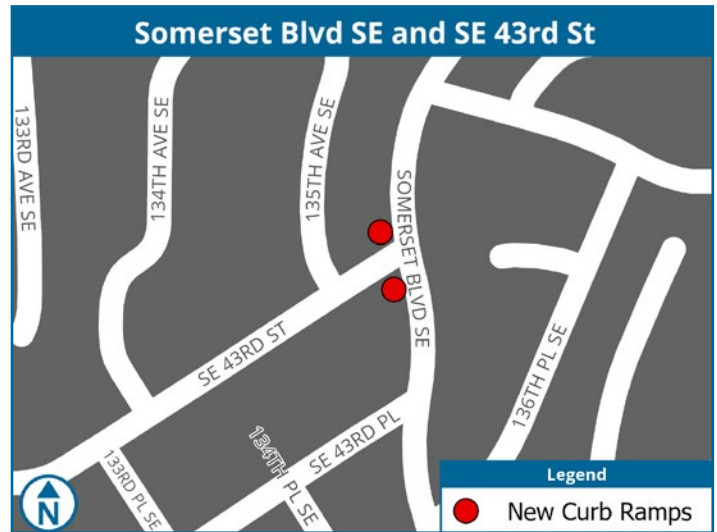 Somerset Blvd SE and SE 43rd St
133RD AVE SE
134TH AVE SE
135TH AVE SE
SOMERSET BLVD SE
SE 43RD ST
136TH PL SE
SE 43RD PL
134TH PL SE
133RD PL SE
N
Legend
New Curb Ramps